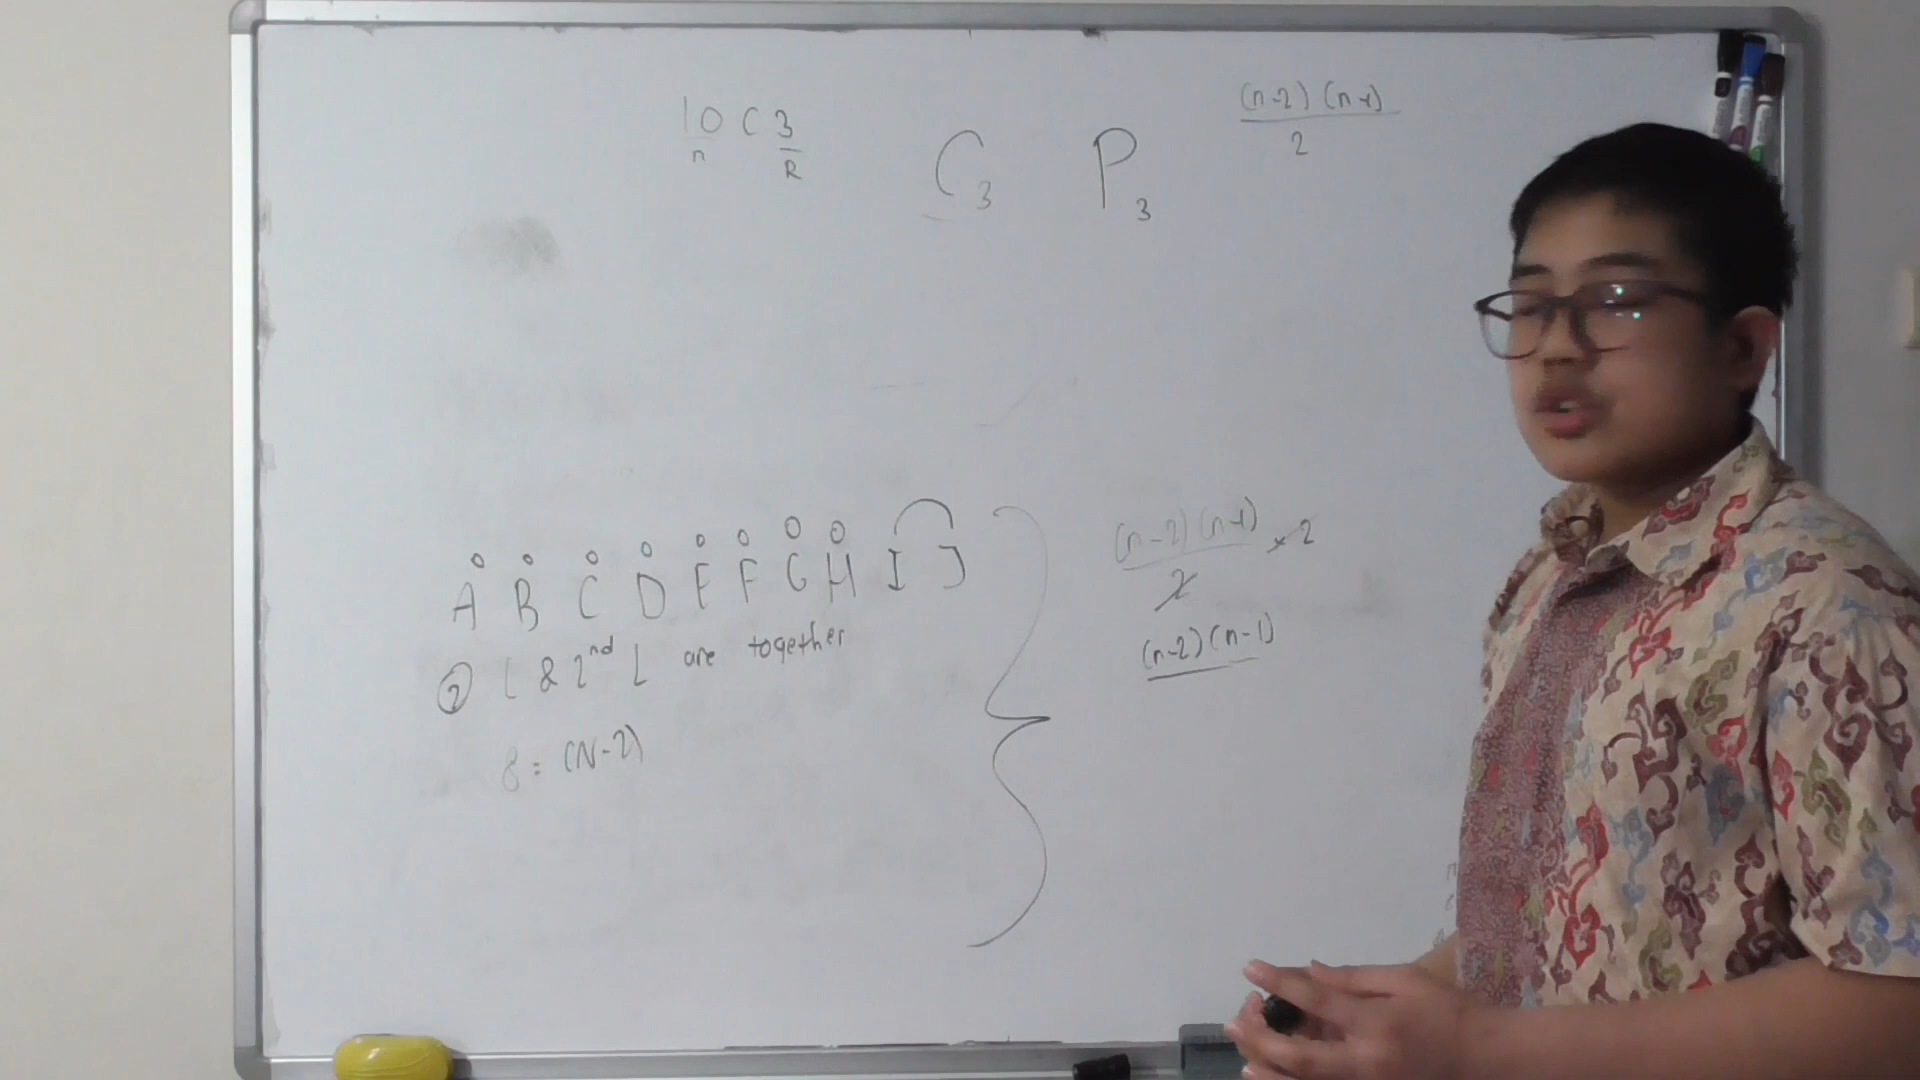 10 C 3
n R
C3 P3
(n-2) (n-1)
2
A B C D E F G H I J
② L & 2nd L are together
8 = (N-2)
(n-2) (n-1) × 2
2
(n-2) (n-1)